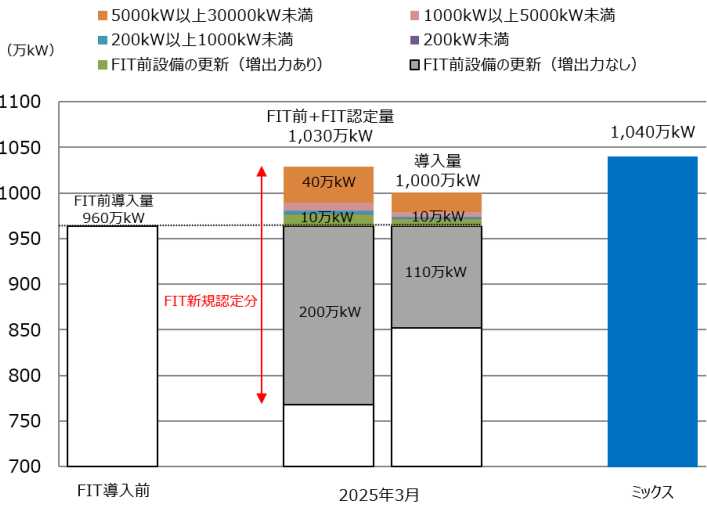 5000kW以上30000kW未満
1000kW以上5000kW未満
(万kW)
200kW以上1000kW未満
200kW未満
FIT前設備の更新（増出力あり）
FIT前設備の更新（増出力なし）
1100
1050
1000
950
900
850
800
750
700
FIT前導入量
960万kW
FIT前+FIT認定量
1,030万kW
40万kW
10万kW
200万kW
FIT新規認定分
導入量
1,000万kW
10万kW
110万kW
1,040万kW
FIT導入前
2025年3月
ミックス